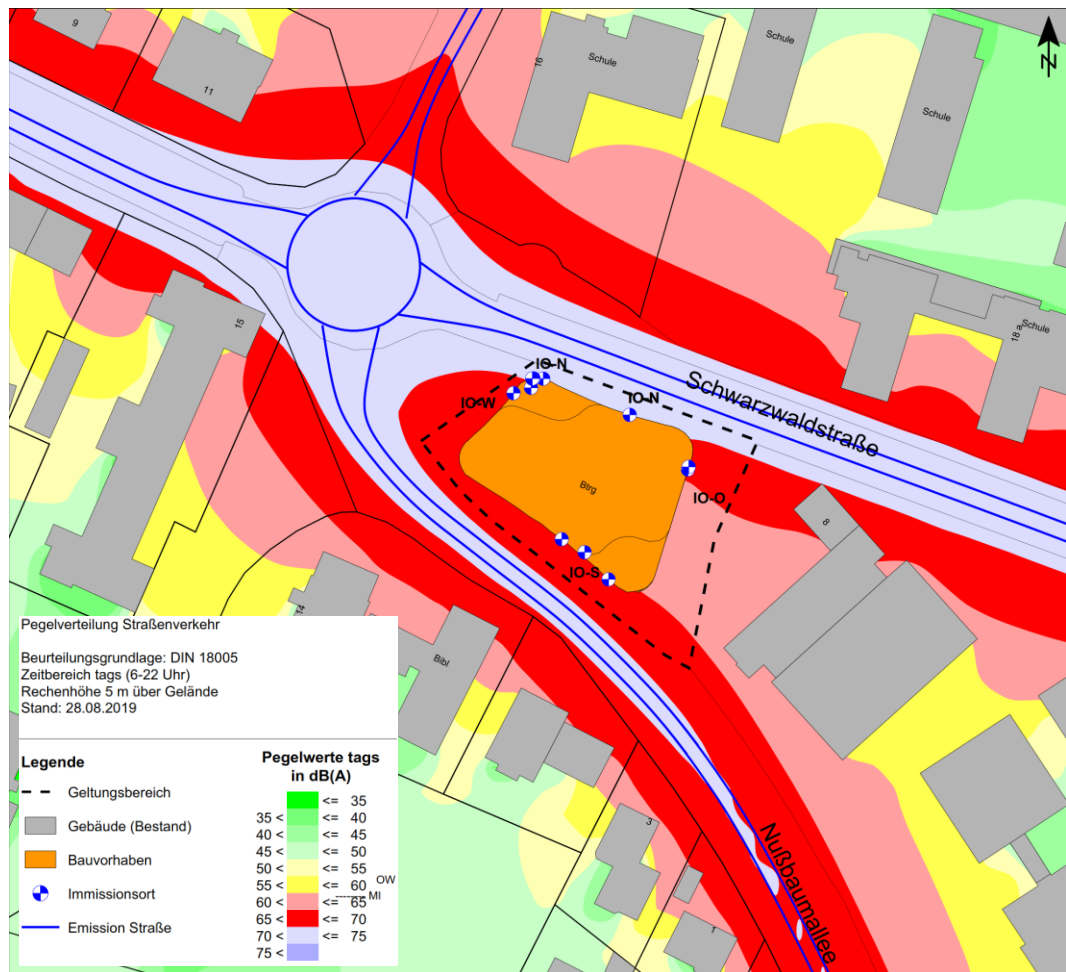 9
11
16
Schule
Schule
Schule
N
15
IO-N
IO-W
IO-N
Schwarzwaldstraße
18 a
Schule
Btrg
IO-O
8
IO-S
14
Bibl
3
1
Nußbaumallee
Pegelverteilung Straßenverkehr
Beurteilungsgrundlage: DIN 18005
Zeitbereich tags (6-22 Uhr)
Rechenhöhe 5 m über Gelände
Stand: 28.08.2019
Legende
Geltungsbereich
Gebäude (Bestand)
Bauvorhaben
Immissionsort
Emission Straße
Pegelwerte tags
in dB(A)
<= 35
35 < <= 40
40 < <= 45
45 < <= 50
50 < <= 55
55 < <= 60 OW
60 < <= 65 MI
65 < <= 70
70 < <= 75
75 <